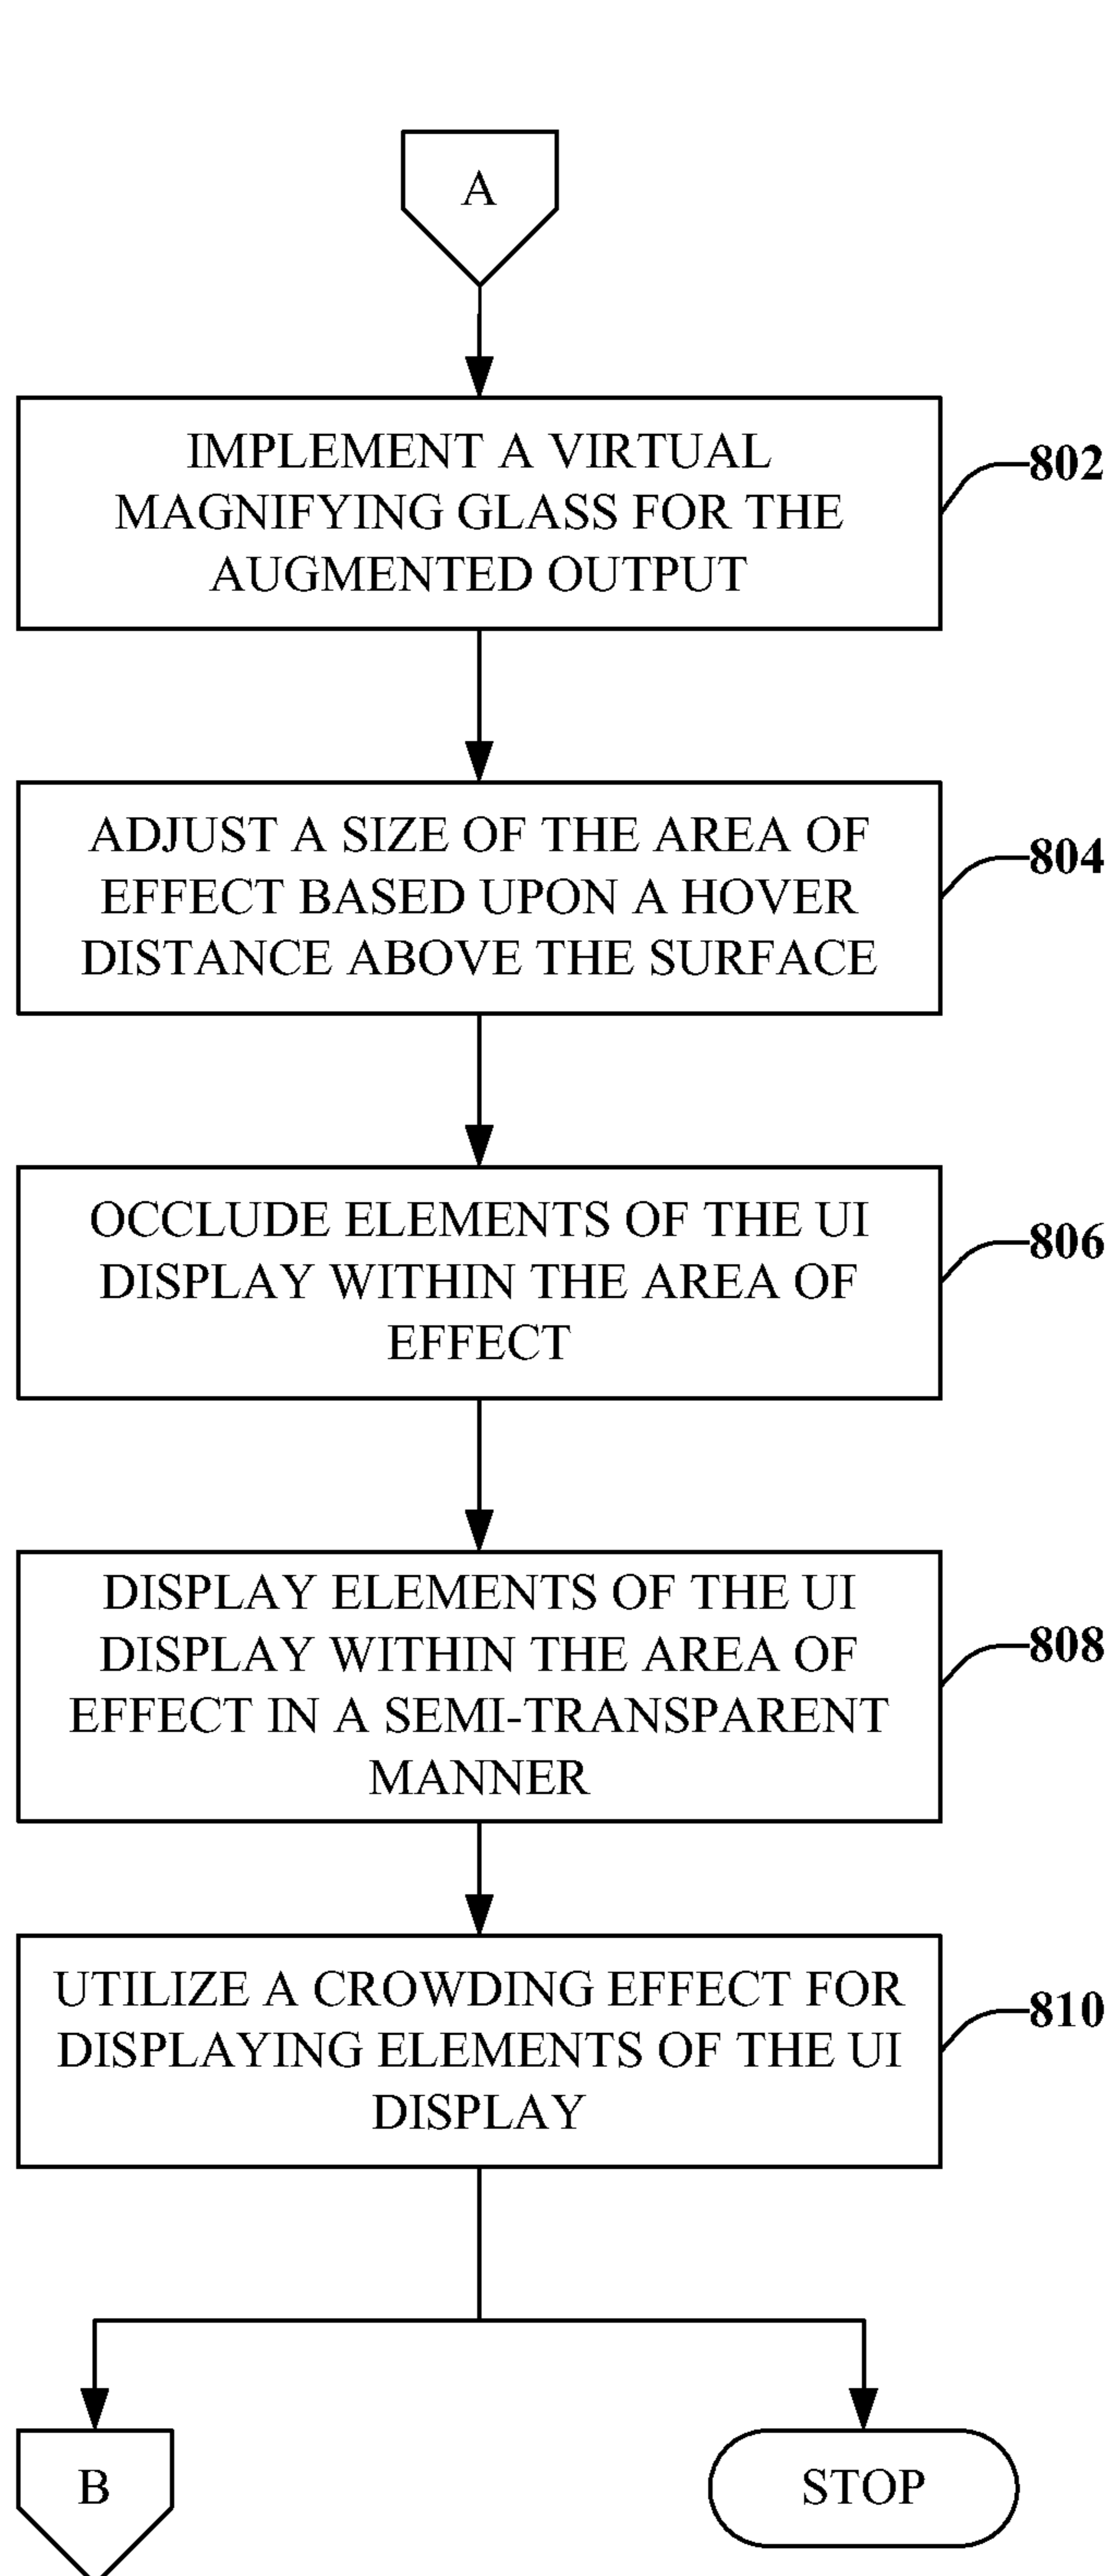 A
IMPLEMENT A VIRTUAL
MAGNIFYING GLASS FOR THE
AUGMENTED OUTPUT
802
ADJUST A SIZE OF THE AREA OF
EFFECT BASED UPON A HOVER
DISTANCE ABOVE THE SURFACE
804
OCCLUDE ELEMENTS OF THE UI
DISPLAY WITHIN THE AREA OF
EFFECT
806
DISPLAY ELEMENTS OF THE UI
DISPLAY WITHIN THE AREA OF
EFFECT IN A SEMI-TRANSPARENT
MANNER
808
UTILIZE A CROWDING EFFECT FOR
DISPLAYING ELEMENTS OF THE UI
DISPLAY
810
B
STOP